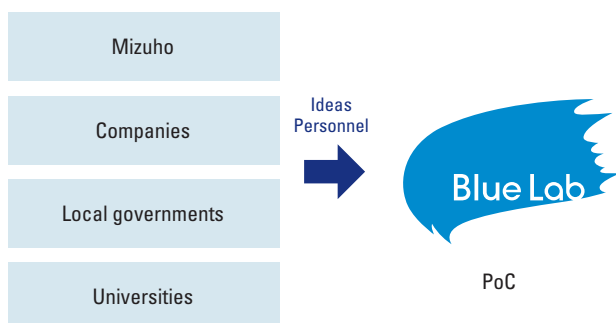 Mizuho
Companies
Local governments
Universities
Ideas
Personnel
Blue Lab
PoC